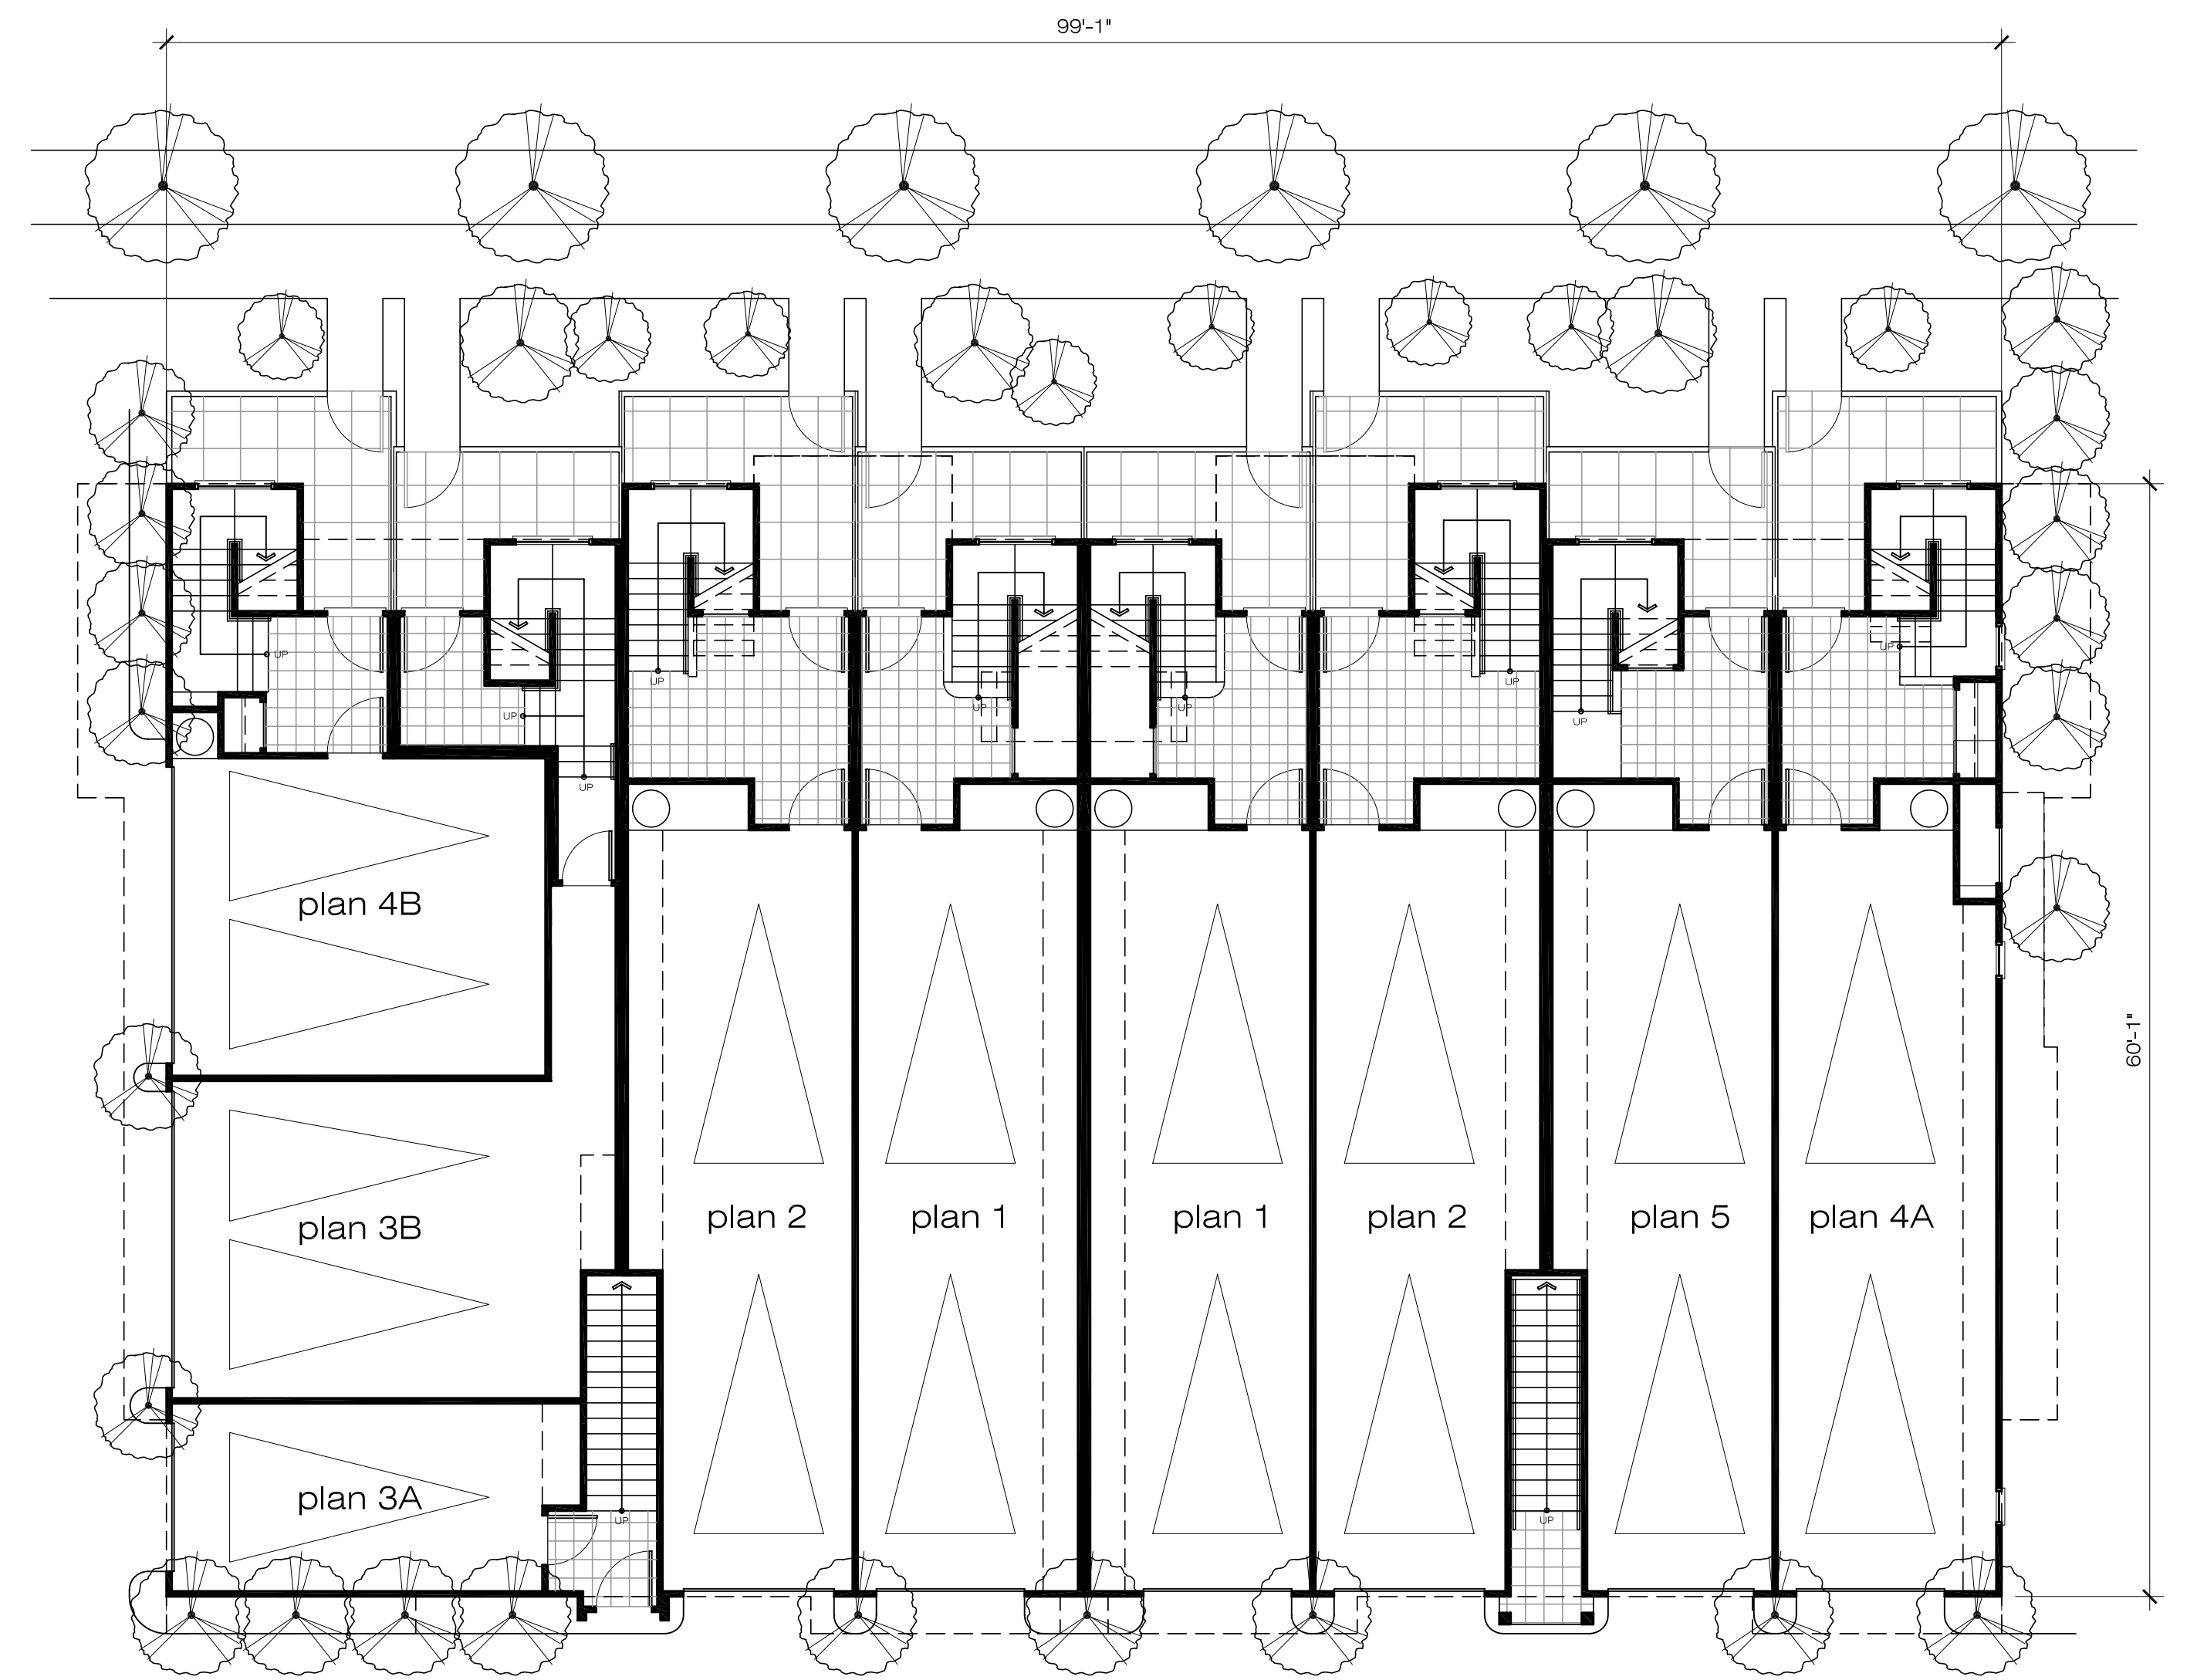 99'-1"
UP
UP
UP
UP
UP
UP
UP
UP
UP
plan 4B
60'-1"
plan 3B
plan 2
plan 1
plan 1
plan 2
plan 5
plan 4A
plan 3A
UP
UP